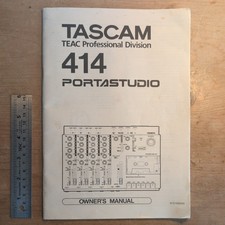 TASCAM
TEAC Professional Division
414
PORTASTUDIO
OWNER'S MANUAL